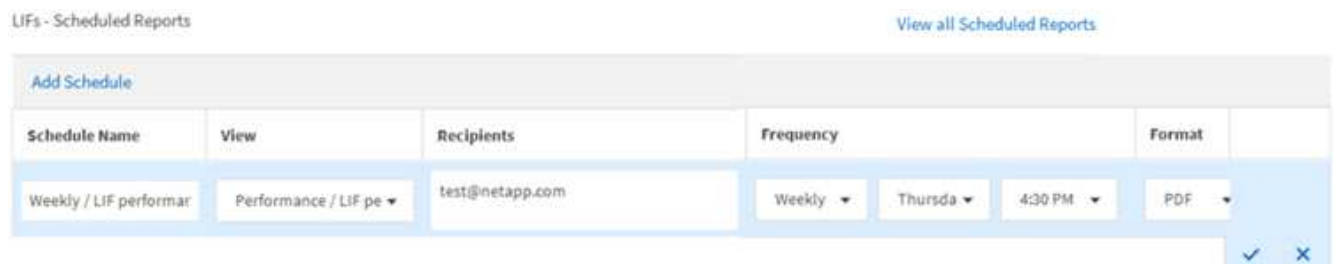 LIFs - Scheduled Reports View all Scheduled Reports
Add Schedule
Schedule Name View Recipients Frequency Format
Weekly / LIF performar Performance / LIF pe test@netapp.com Weekly Thursda 4:30 PM PDF